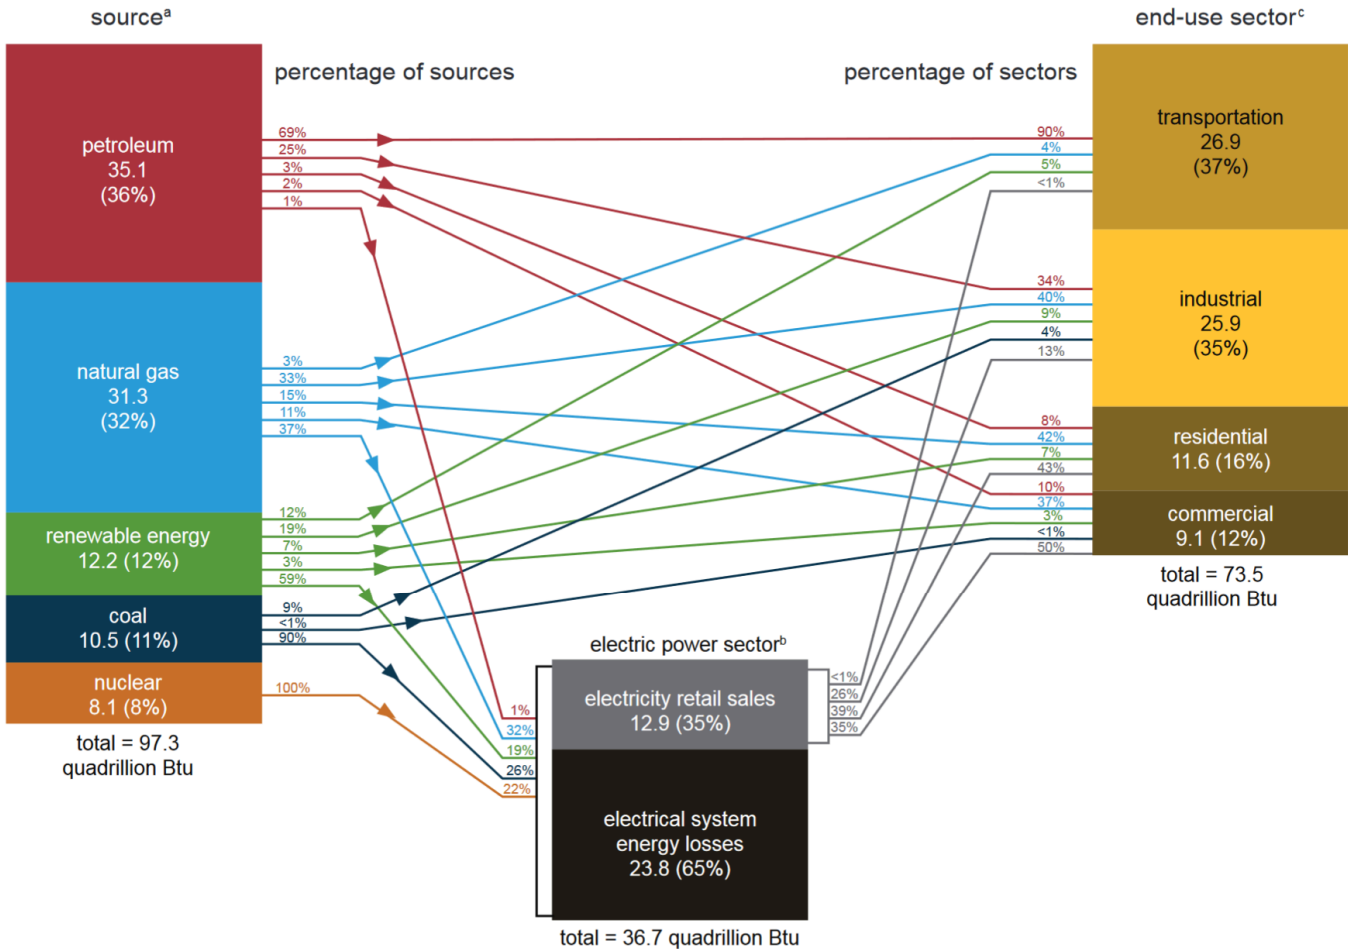 sourceᵃ
end-use sectorᶜ
percentage of sources
percentage of sectors
petroleum
35.1
(36%)
69%
25%
3%
2%
1%
natural gas
31.3
(32%)
3%
33%
15%
11%
37%
renewable energy
12.2 (12%)
12%
19%
7%
3%
59%
coal
10.5 (11%)
9%
<1%
90%
nuclear
8.1 (8%)
100%
total = 97.3
quadrillion Btu
electric power sectorᵇ
1%
32%
19%
26%
22%
electricity retail sales
12.9 (35%)
electrical system
energy losses
23.8 (65%)
total = 36.7 quadrillion Btu
<1%
26%
39%
35%
90%
4%
5%
<1%
transportation
26.9
(37%)
34%
40%
9%
4%
13%
industrial
25.9
(35%)
8%
42%
7%
43%
residential
11.6 (16%)
10%
37%
3%
<1%
50%
commercial
9.1 (12%)
total = 73.5
quadrillion Btu